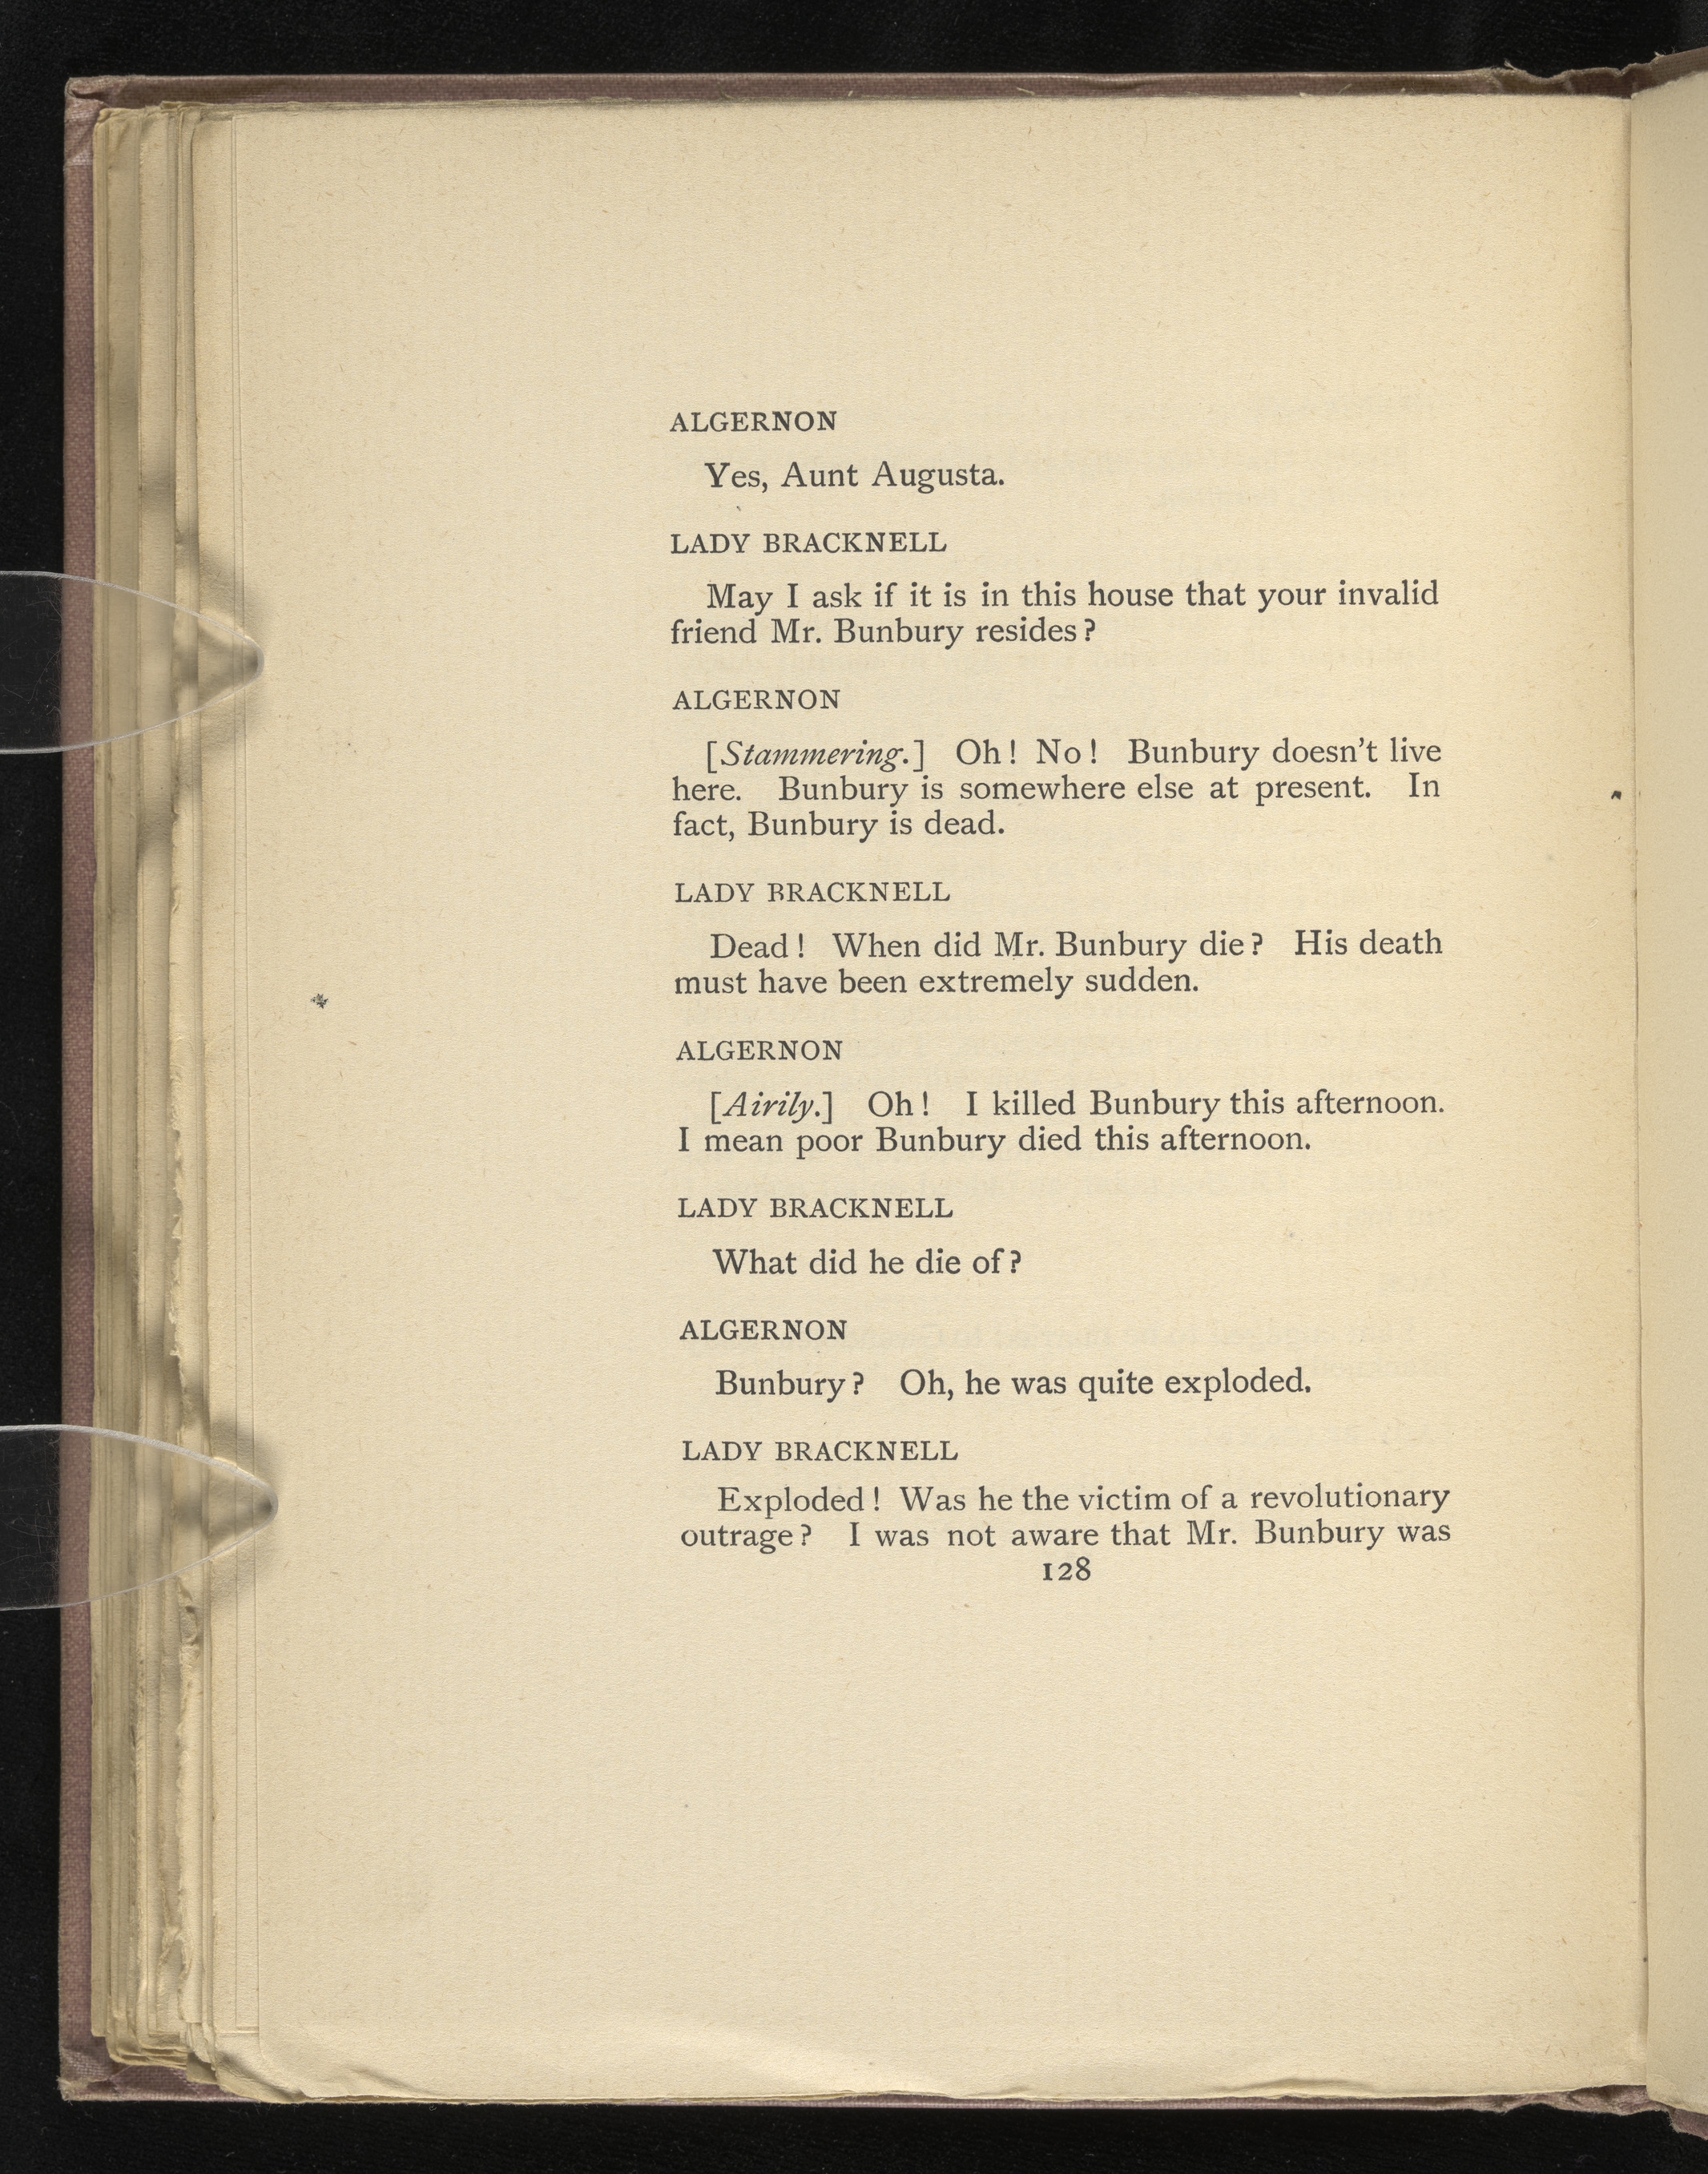 ALGERNON
Yes, Aunt Augusta.
LADY BRACKNELL
May I ask if it is in this house that your invalid
friend Mr. Bunbury resides?
ALGERNON
[Stammering.] Oh! No! Bunbury doesn't live
here. Bunbury is somewhere else at present. In
fact, Bunbury is dead.
LADY BRACKNELL
Dead! When did Mr. Bunbury die? His death
must have been extremely sudden.
ALGERNON
[Airily.] Oh! I killed Bunbury this afternoon.
I mean poor Bunbury died this afternoon.
LADY BRACKNELL
What did he die of?
ALGERNON
Bunbury? Oh, he was quite exploded.
LADY BRACKNELL
Exploded! Was he the victim of a revolutionary
outrage? I was not aware that Mr. Bunbury was
128